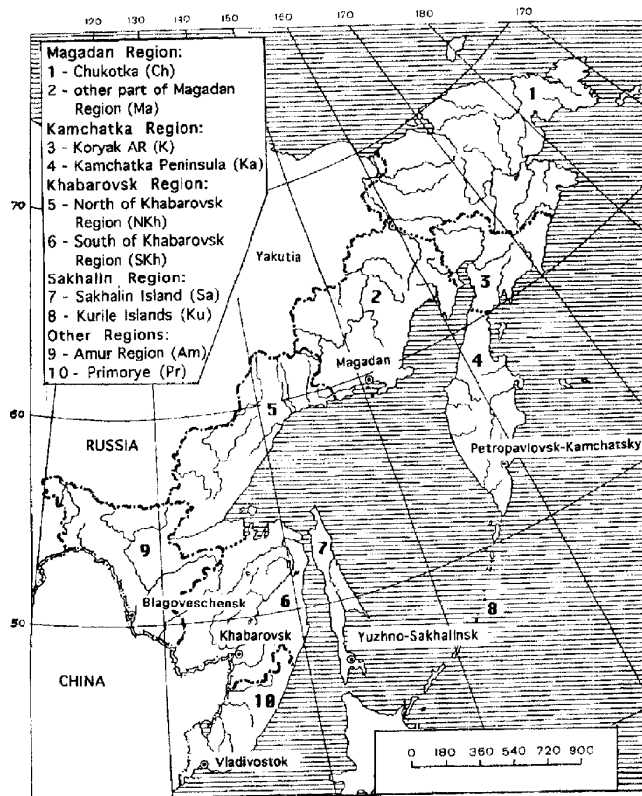 120 130 140 150 160 170 180 190
Magadan Region:
1 - Chukotka (Ch)
2 - other part of Magadan
Region (Ma)
Kamchatka Region:
3 - Koryak AR (K)
4 - Kamchatka Peninsula (Ka)
Khabarovsk Region:
5 - North of Khabarovsk
Region (NKh)
6 - South of Khabarovsk
Region (SKh)
Sakhalin Region:
7 - Sakhalin Island (Sa)
8 - Kurile Islands (Ku)
Other Regions:
9 - Amur Region (Am)
10 - Primorye (Pr)
1
70
Yakutia
2
3
Magadan
4
60
5
RUSSIA
Petropavlovsk-Kamchatsky
9
7
Blagoveschensk
6
8
50
Khabarovsk
Yuzhno-Sakhalinsk
CHINA
10
Vladivostok
0 180 360 540 720 900